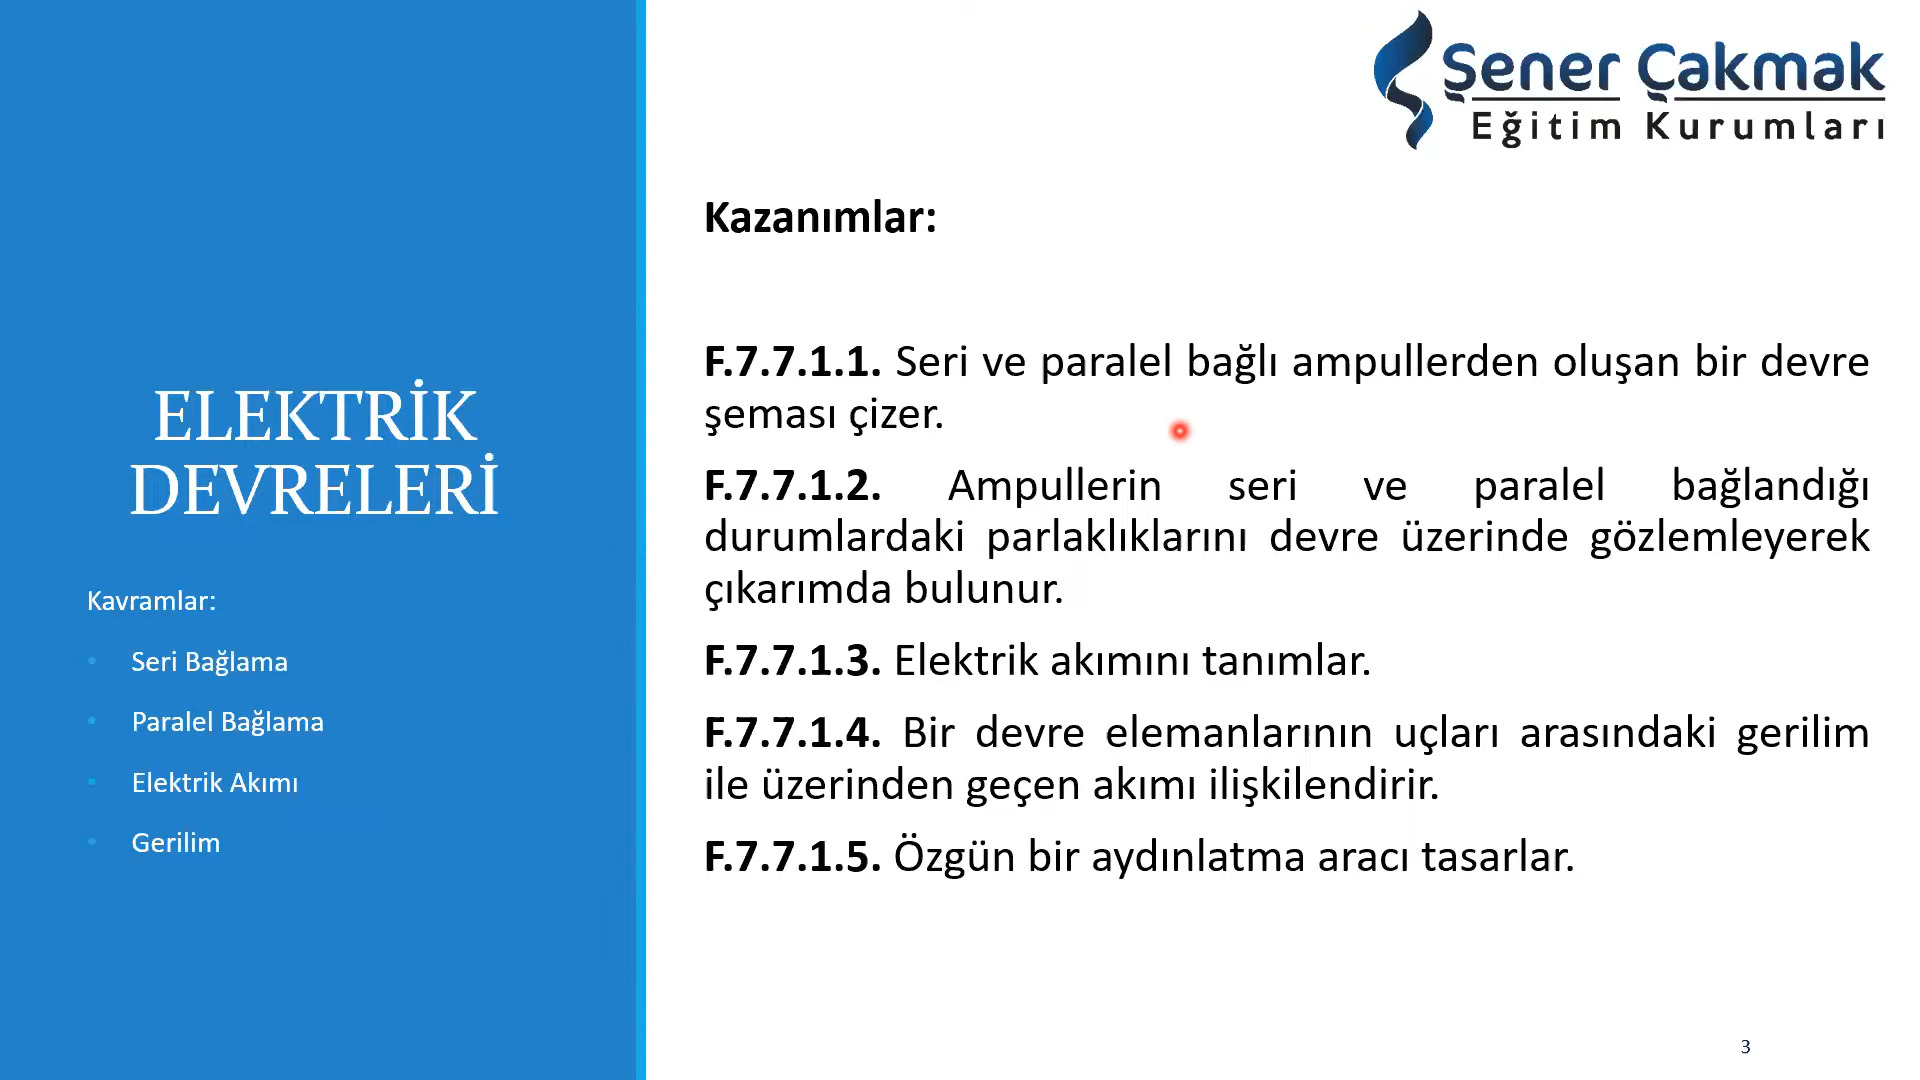 Şener Çakmak
Eğitim Kurumları
ELEKTRİK
DEVRELERİ
Kavramlar:
• Seri Bağlama
• Paralel Bağlama
• Elektrik Akımı
• Gerilim
Kazanımlar:
F.7.7.1.1. Seri ve paralel bağlı ampullerden oluşan bir devre
şeması çizer.
F.7.7.1.2. Ampullerin seri ve paralel bağlandığı
durumlardaki parlaklıklarını devre üzerinde gözlemleyerek
çıkarımda bulunur.
F.7.7.1.3. Elektrik akımını tanımlar.
F.7.7.1.4. Bir devre elemanlarının uçları arasındaki gerilim
ile üzerinden geçen akımı ilişkilendirir.
F.7.7.1.5. Özgün bir aydınlatma aracı tasarlar.
3